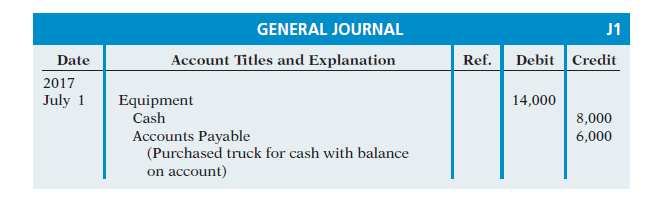 GENERAL JOURNAL J1
Date Account Titles and Explanation Ref. Debit Credit
2017
July 1 Equipment 14,000
Cash 8,000
Accounts Payable 6,000
(Purchased truck for cash with balance
on account)